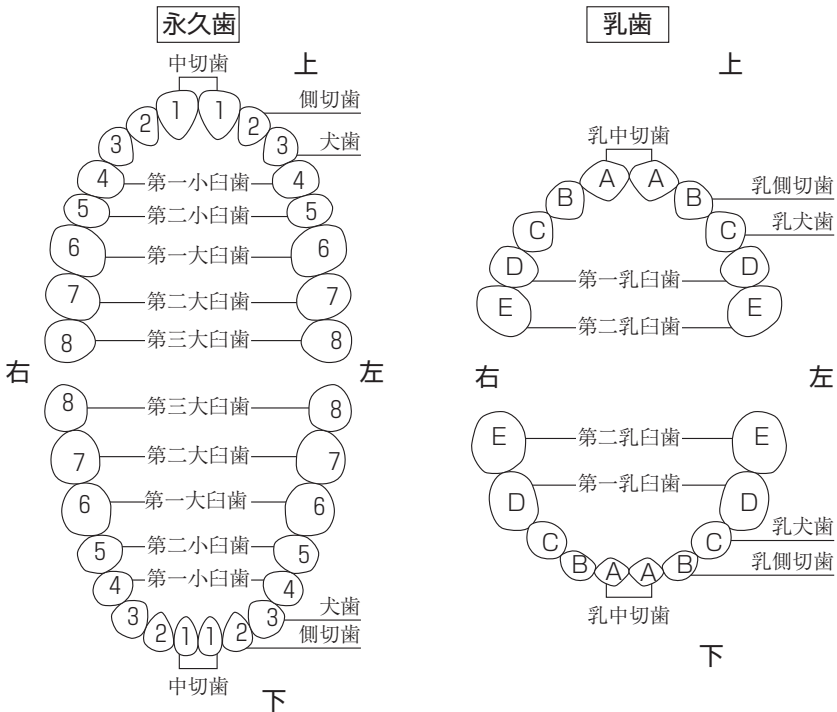 永久歯
中切歯
上
1 1
2 2
側切歯
3 3
犬歯
4 第一小臼歯 4
5 第二小臼歯 5
6 第一大臼歯 6
7 第二大臼歯 7
8 第三大臼歯 8
右 左
8 第三大臼歯 8
7 第二大臼歯 7
6 第一大臼歯 6
5 第二小臼歯 5
4 第一小臼歯 4
3 3
犬歯
2 1 1 2
側切歯
中切歯
下
乳歯
上
乳中切歯
A A
B B
乳側切歯
C C
乳犬歯
D D
第一乳臼歯
E E
第二乳臼歯
右 左
E 第二乳臼歯 E
D 第一乳臼歯 D
C C
乳犬歯
B A A B
乳側切歯
乳中切歯
下